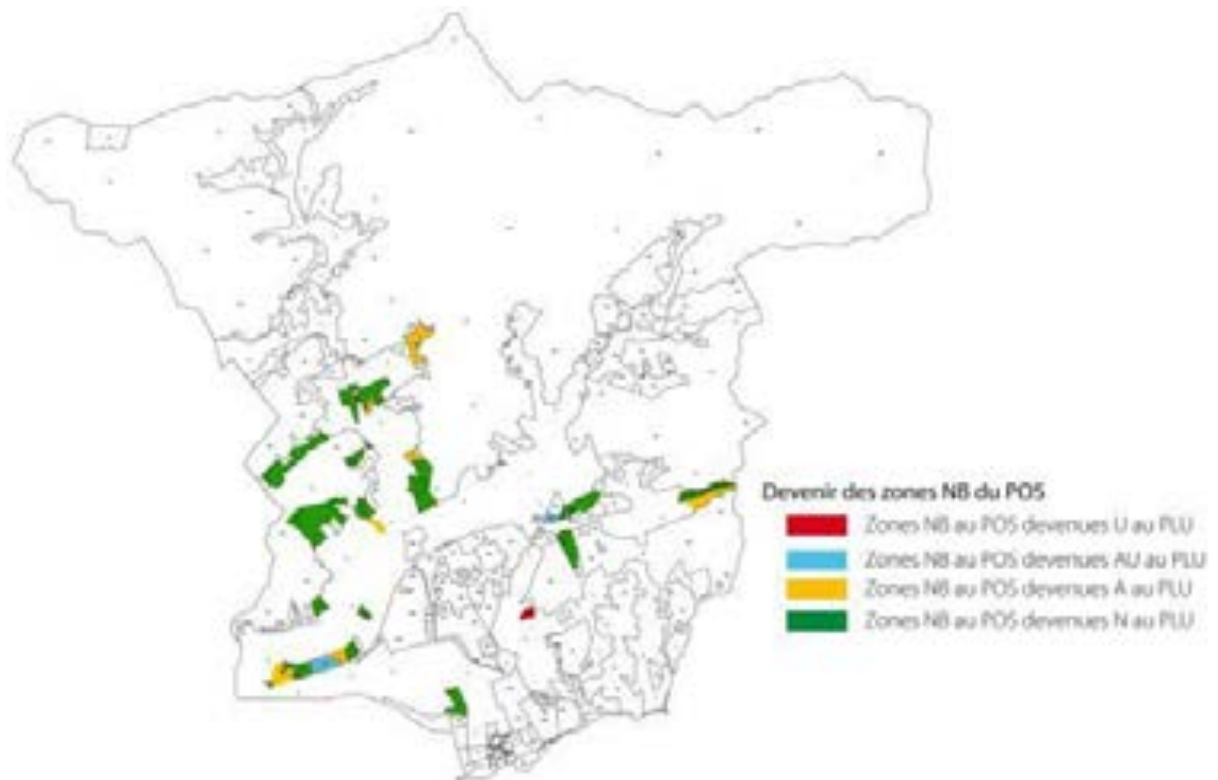 Devenir des zones NB du POS
Zones NB au POS devenues U au PLU
Zones NB au POS devenues AU au PLU
Zones NB au POS devenues A au PLU
Zones NB au POS devenues N au PLU